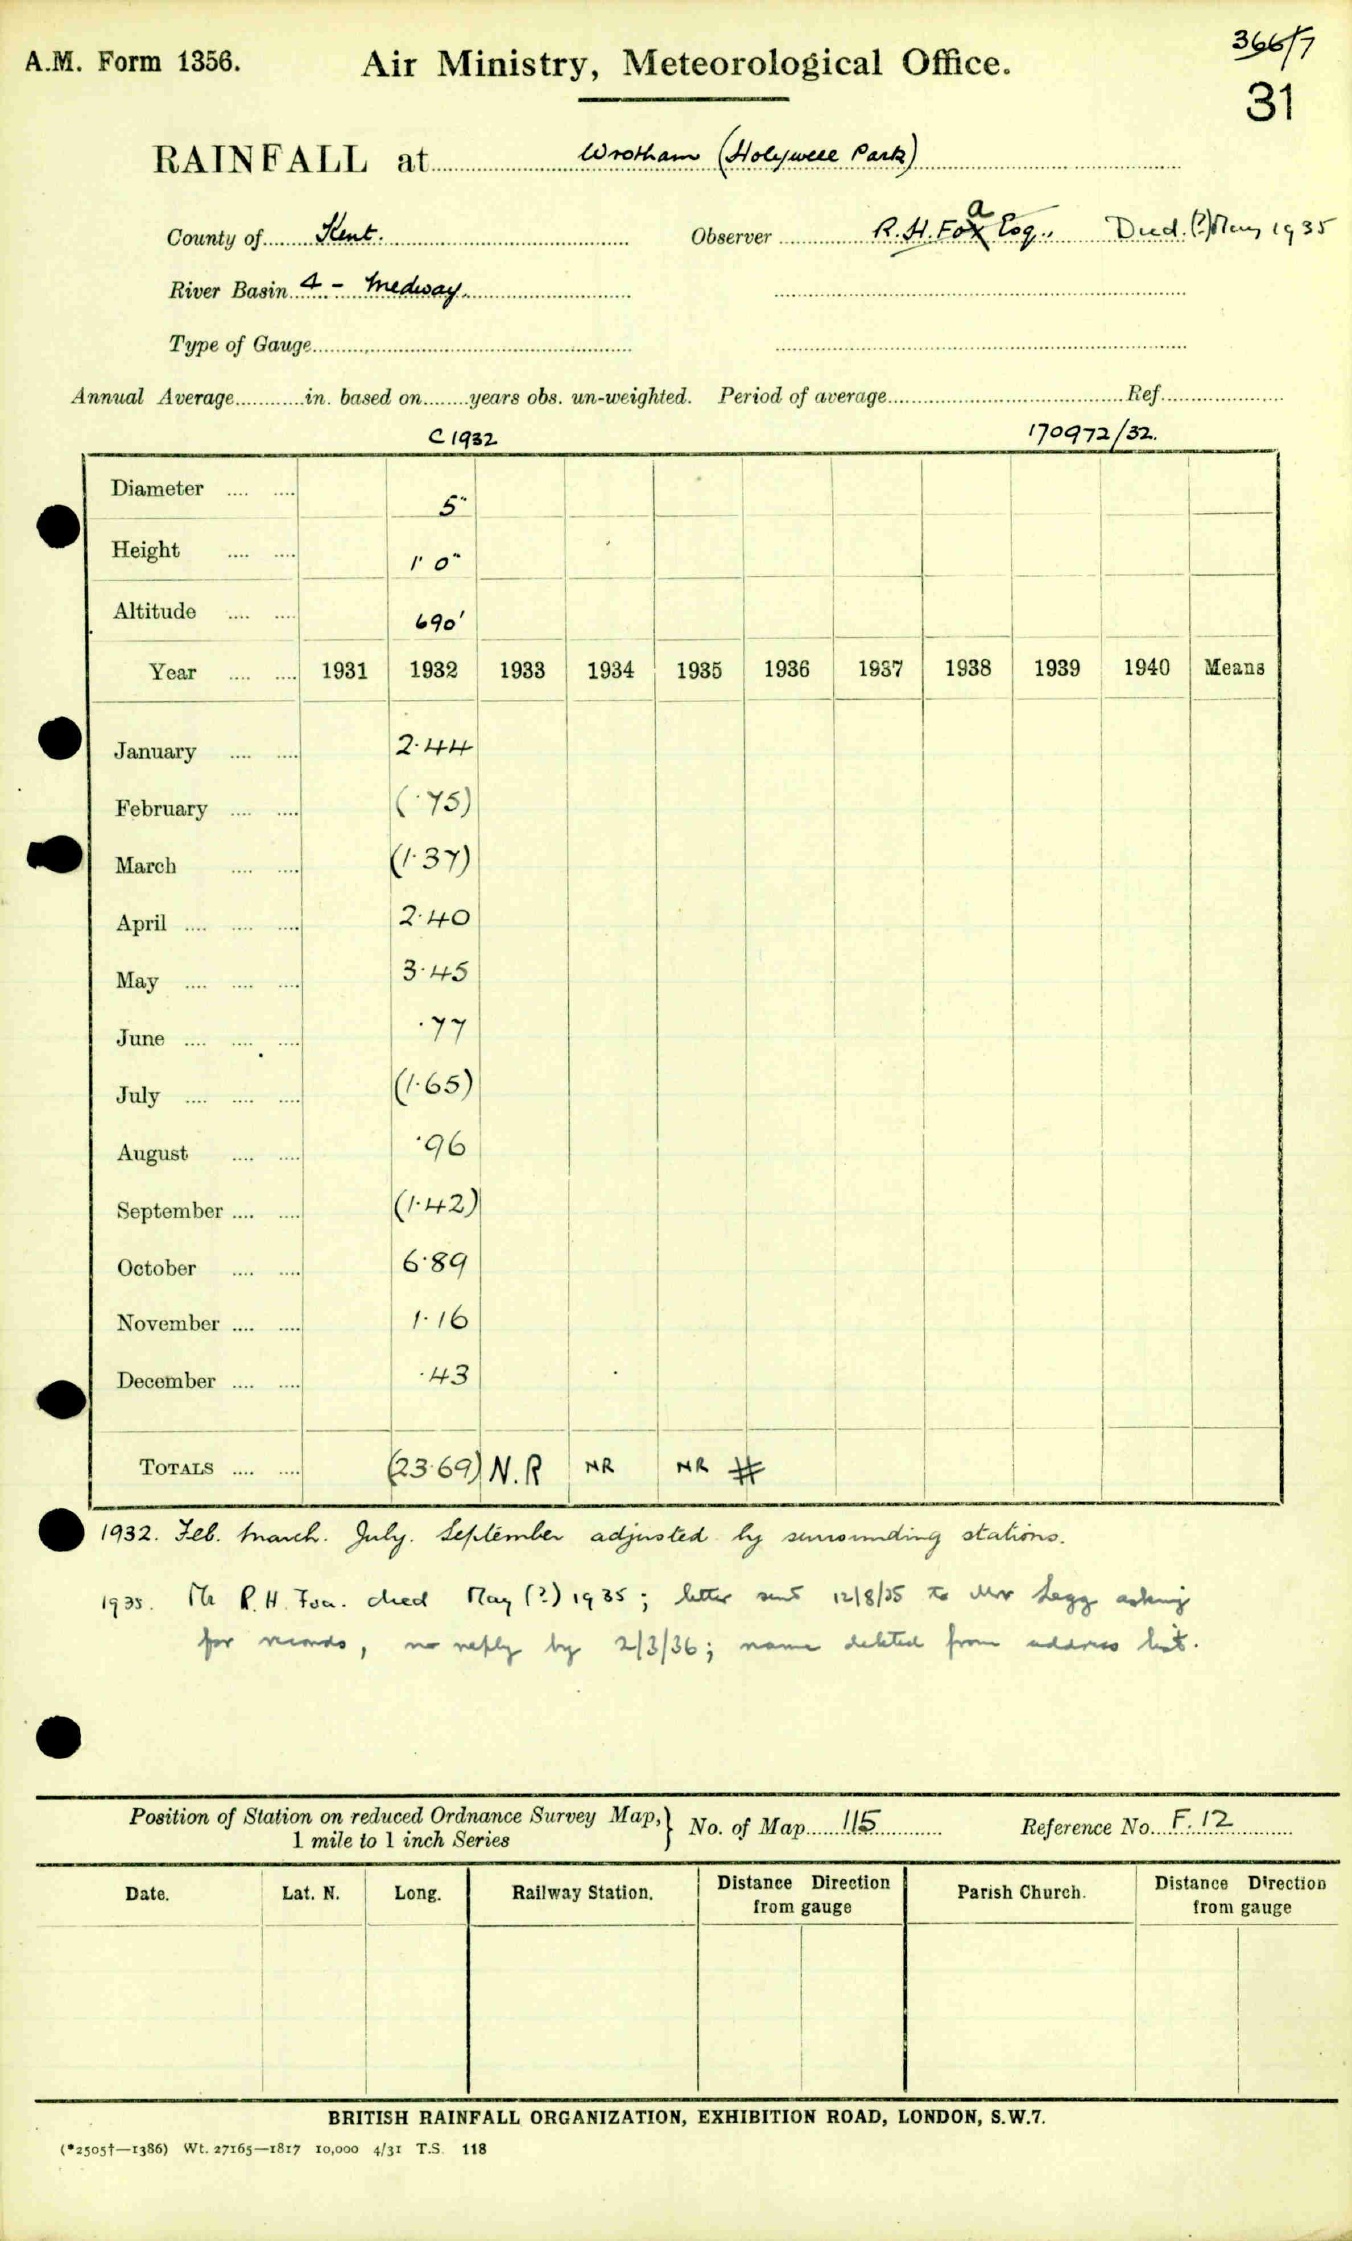 A.M. Form 1356. Air Ministry, Meteorological Office. 366/7
31
RAINFALL at Wrotham (Holywell Park)
County of Kent. Observer R. H. Foa Esq., Died (?) May 1935
River Basin 4 - Medway.
Type of Gauge
Annual Average in. based on years obs. un-weighted. Period of average Ref.
C 1932 170972/32.
Diameter 5"
Height 1' 0"
Altitude 690'
Year 1931 1932 1933 1934 1935 1936 1937 1938 1939 1940 Means
January 2.44
February (.75)
March (1.37)
April 2.40
May 3.45
June .77
July (1.65)
August .96
September (1.42)
October 6.89
November 1.16
December .43
TOTALS (23.69) N.R NR NR #
1932. Feb. March. July. September adjusted by surrounding stations.
1935. Mr R. H. Foa. died May (?) 1935; letter sent 12/8/35 to Mr Legg asking
for records, no reply by 2/3/36; name deleted from address list.
Position of Station on reduced Ordnance Survey Map, } No. of Map 115 Reference No. F. 12
1 mile to 1 inch Series
Date. Lat. N. Long. Railway Station. Distance Direction from gauge Parish Church. Distance Direction from gauge
BRITISH RAINFALL ORGANIZATION, EXHIBITION ROAD, LONDON, S.W.7.
(*2505†—1386) Wt. 27165—1817 10,000 4/31 T.S. 118